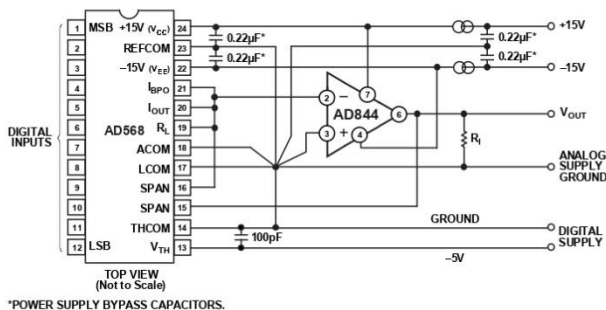 1 MSB +15V (VCC) 24
2 REFCOM 23
3 –15V (VEE) 22
4 IBPO 21
5 IOUT 20
6 AD568 RL 19
7 ACOM 18
8 LCOM 17
9 SPAN 16
10 SPAN 15
11 THCOM 14
12 LSB VTH 13
DIGITAL
INPUTS
TOP VIEW
(Not to Scale)
0.22µF*
0.22µF*
0.22µF*
0.22µF*
+15V
–15V
2 –
7
AD844
6
3 +
4
VOUT
RL
ANALOG
SUPPLY
GROUND
GROUND
100pF
DIGITAL
SUPPLY
–5V
*POWER SUPPLY BYPASS CAPACITORS.